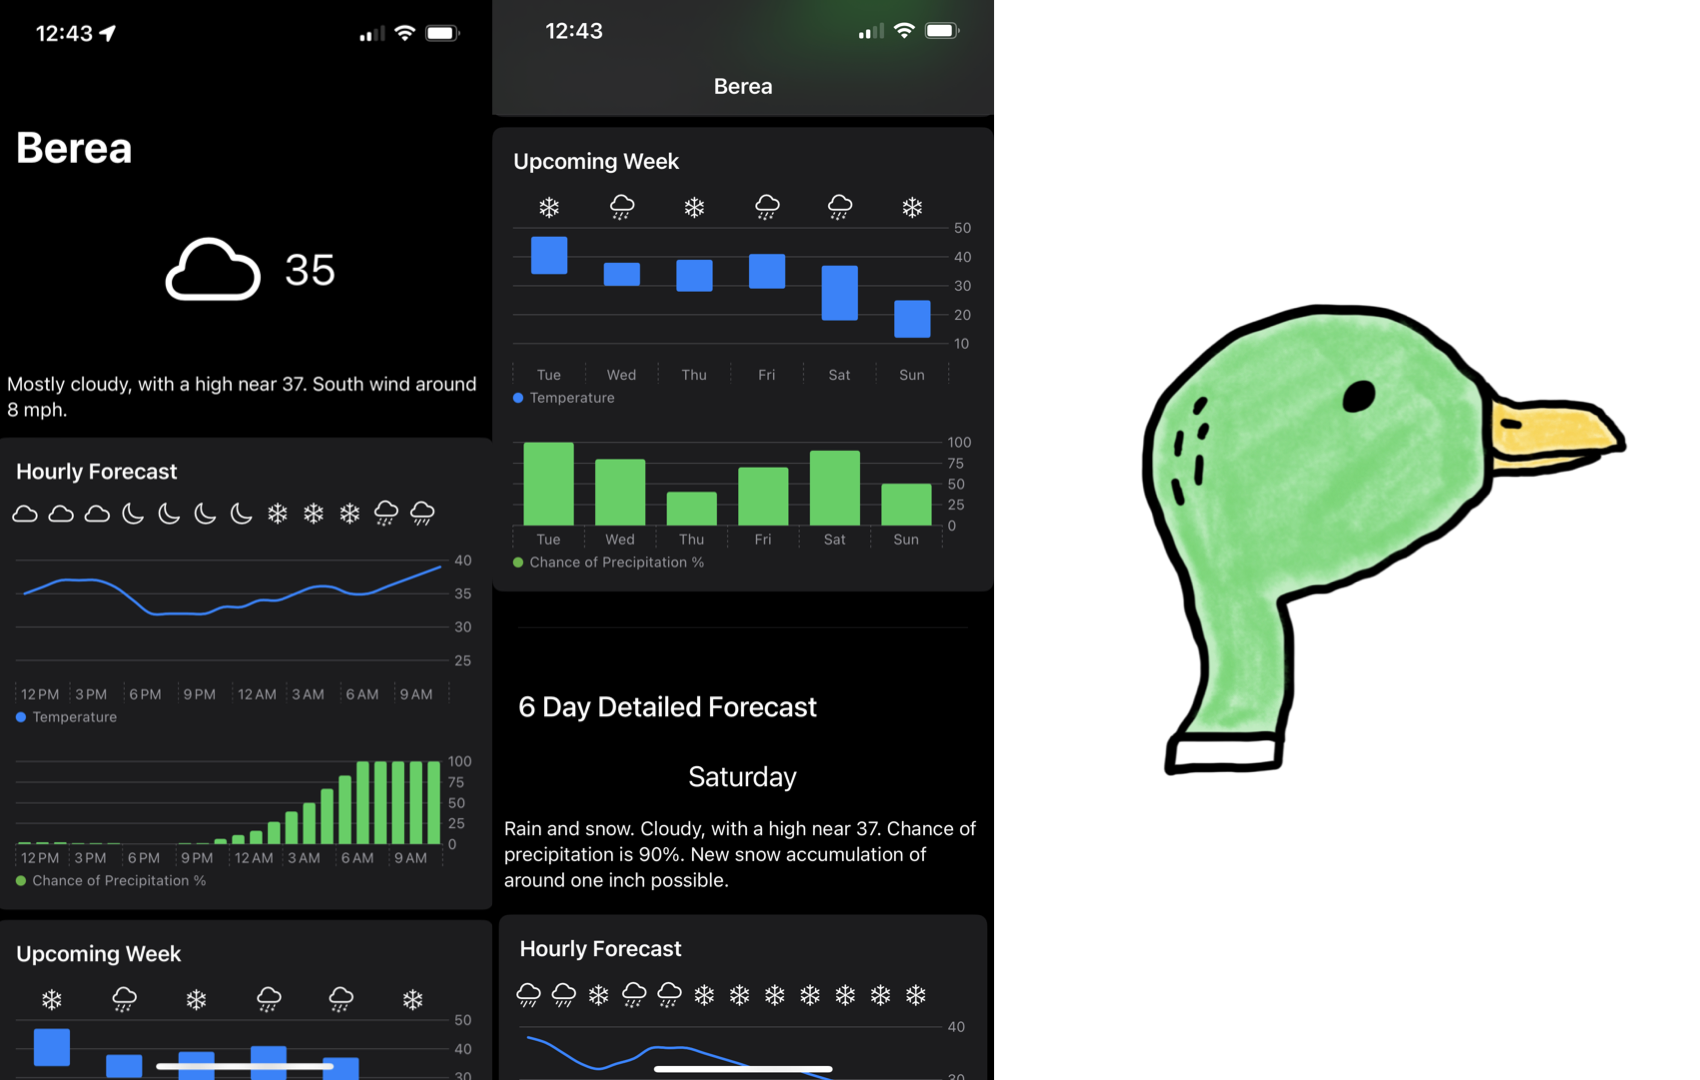 12:43
Berea
35
Mostly cloudy, with a high near 37. South wind around
8 mph.
Hourly Forecast
40
35
30
25
12 PM 3 PM 6 PM 9 PM 12 AM 3 AM 6 AM 9 AM
Temperature
100
75
50
25
0
12 PM 3 PM 6 PM 9 PM 12 AM 3 AM 6 AM 9 AM
Chance of Precipitation %
Upcoming Week
50
40
30
12:43
Berea
Upcoming Week
50
40
30
20
10
Tue Wed Thu Fri Sat Sun
Temperature
100
75
50
25
0
Tue Wed Thu Fri Sat Sun
Chance of Precipitation %
6 Day Detailed Forecast
Saturday
Rain and snow. Cloudy, with a high near 37. Chance of
precipitation is 90%. New snow accumulation of
around one inch possible.
Hourly Forecast
40
30